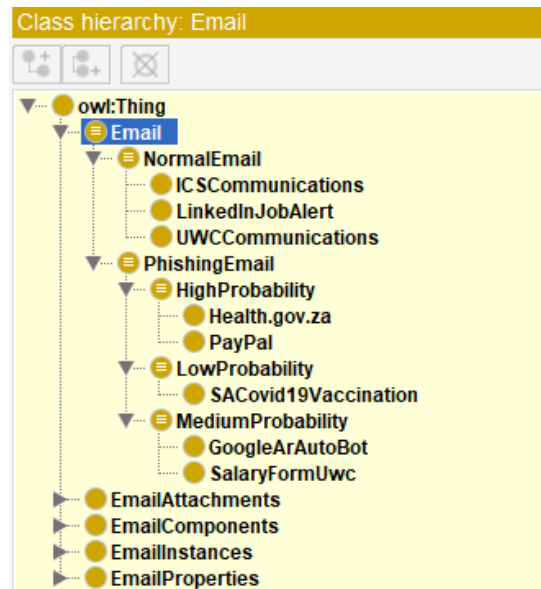 Class hierarchy: Email
owl:Thing
Email
NormalEmail
ICSCommunications
LinkedInJobAlert
UWCCommunications
PhishingEmail
HighProbability
Health.gov.za
PayPal
LowProbability
SACovid19Vaccination
MediumProbability
GoogleArAutoBot
SalaryFormUwc
EmailAttachments
EmailComponents
EmailInstances
EmailProperties